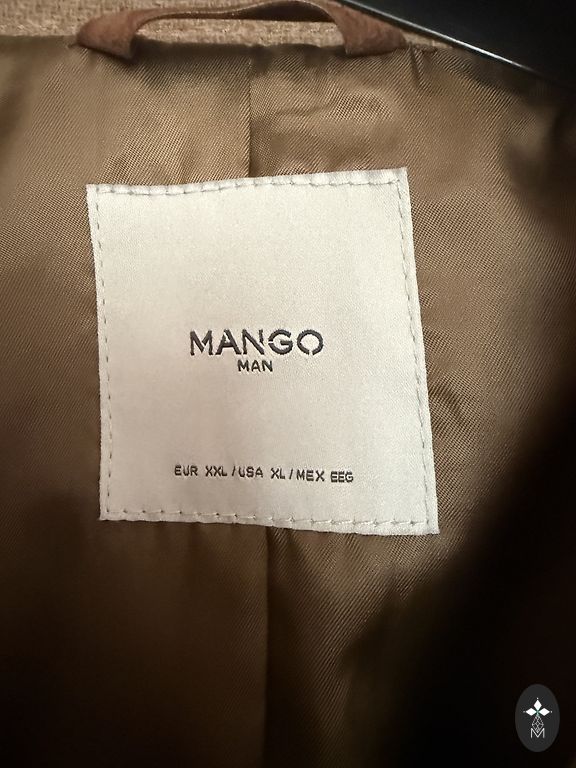 MANGO
MAN
EUR XXL / USA XL / MEX EEG
M